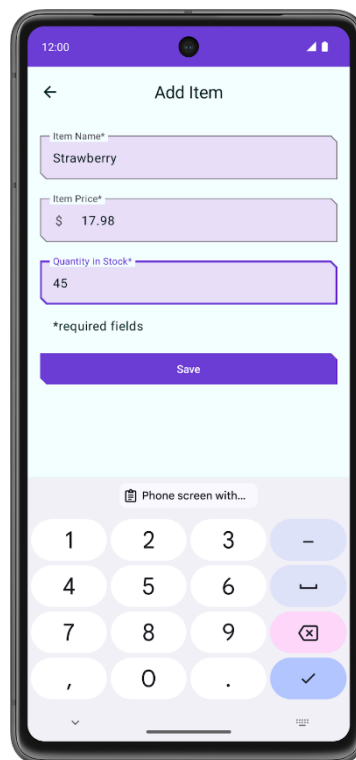 12:00
Add Item
Item Name*
Strawberry
Item Price*
$ 17.98
Quantity in Stock*
45
*required fields
Save
Phone screen with...
1 2 3 –
4 5 6
7 8 9
, 0 .